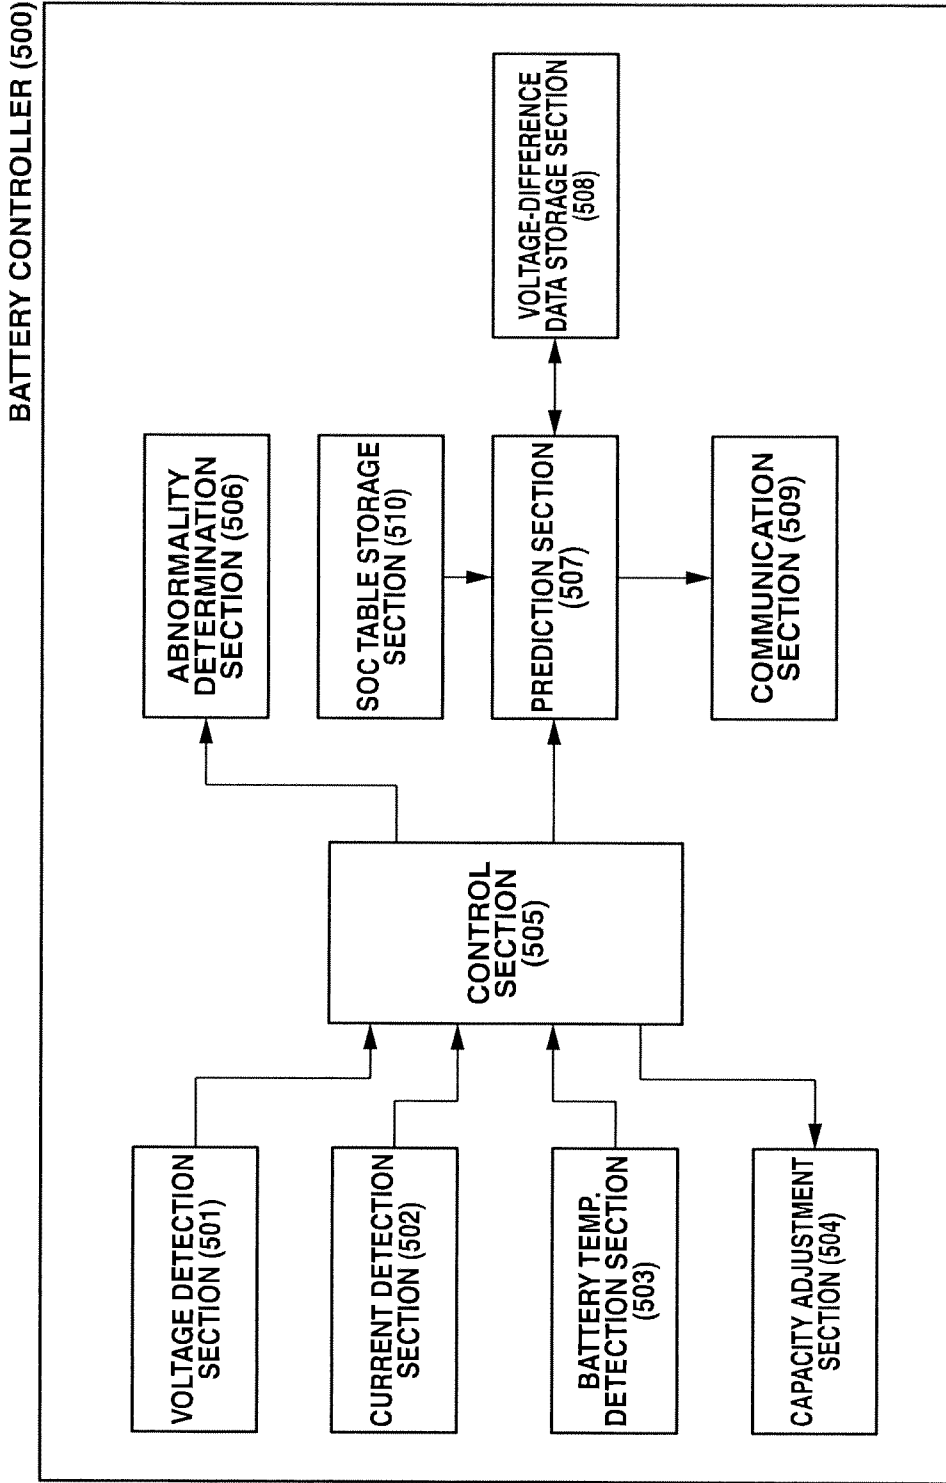 BATTERY CONTROLLER (500)
VOLTAGE DETECTION
SECTION (501)
CURRENT DETECTION
SECTION (502)
BATTERY TEMP.
DETECTION SECTION
(503)
CAPACITY ADJUSTMENT
SECTION (504)
CONTROL
SECTION
(505)
ABNORMALITY
DETERMINATION
SECTION (506)
SOC TABLE STORAGE
SECTION (510)
PREDICTION SECTION
(507)
COMMUNICATION
SECTION (509)
VOLTAGE-DIFFERENCE
DATA STORAGE SECTION
(508)